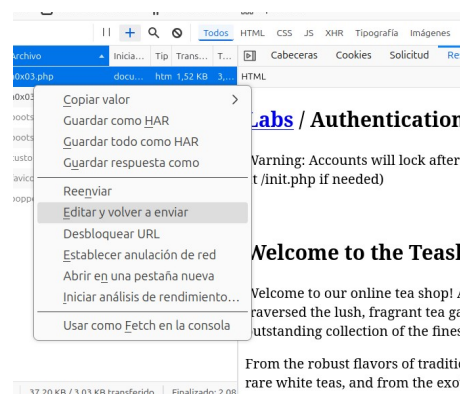 Todos HTML CSS JS XHR Tipografía Imágenes
Archivo Inicia... Tip Trans... T... Cabeceras Cookies Solicitud Re
a0x03.php docu... htm 1,52 KB 3,... HTML
Copiar valor
Guardar como HAR
Guardar todo como HAR
Guardar respuesta como
Reenviar
Editar y volver a enviar
Desbloquear URL
Establecer anulación de red
Abrir en una pestaña nueva
Iniciar análisis de rendimiento...
Usar como Fetch en la consola
37,20 KB / 3,03 KB transferido Finalizado: 2,08
Labs / Authentication
Warning: Accounts will lock after
t /init.php if needed)
Welcome to the Teas
Welcome to our online tea shop! A
traversed the lush, fragrant tea ga
outstanding collection of the fines
From the robust flavors of traditi
rare white teas, and from the exo